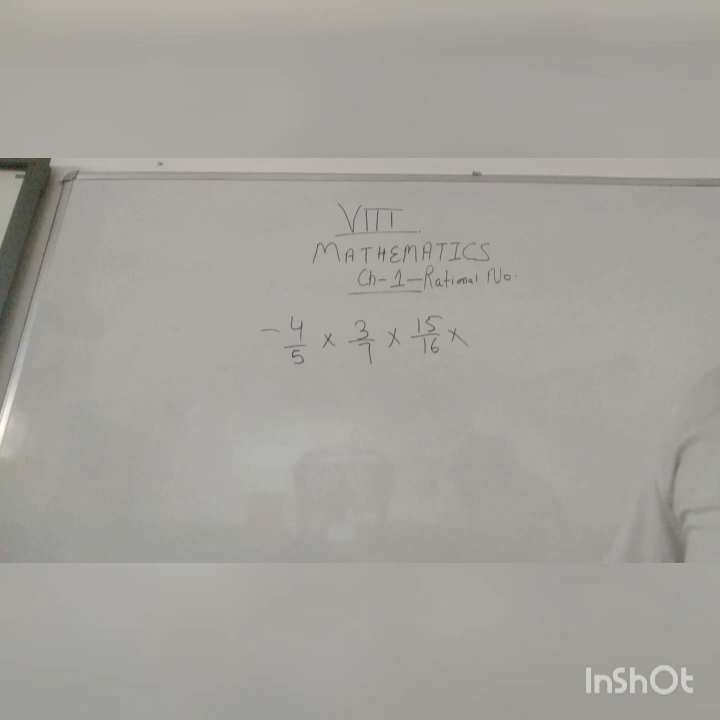 VIII
MATHEMATICS
Ch-1-Rational No.
-4/5 × 3/7 × 15/16 ×
InShOt